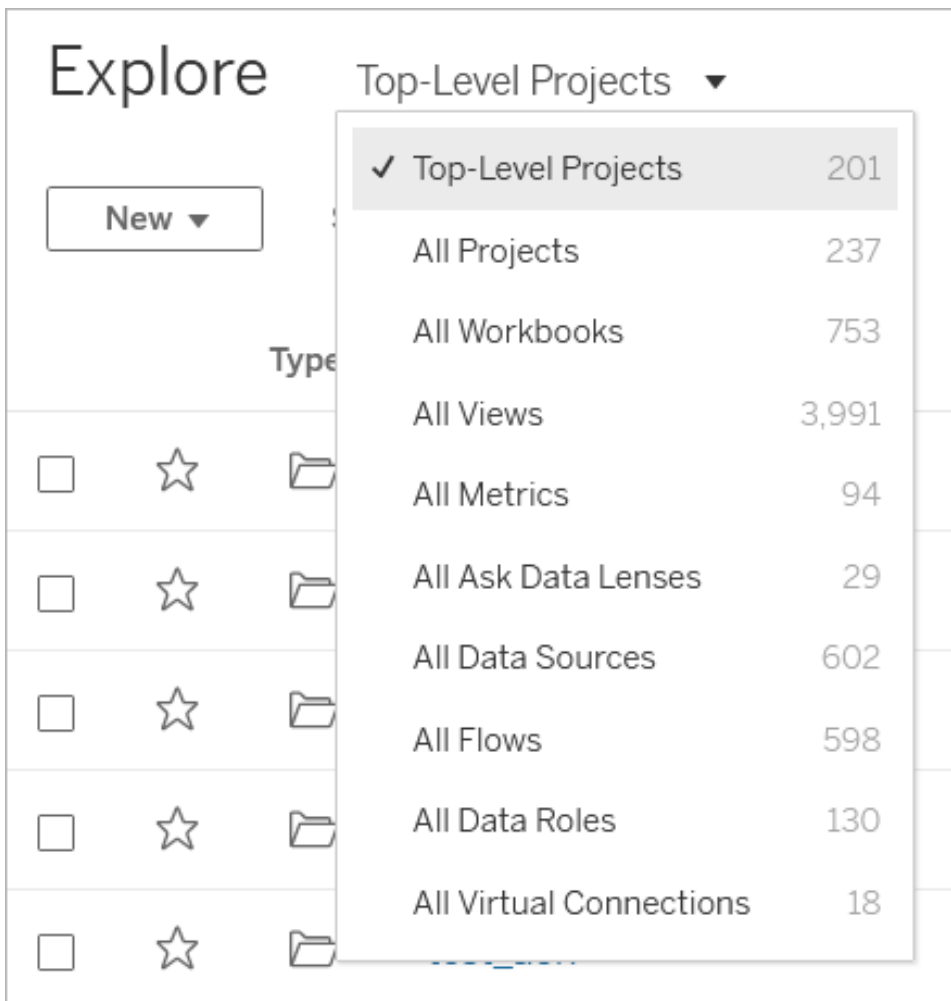 Explore
Top-Level Projects
Top-Level Projects 201
New
All Projects 237
All Workbooks 753
Type
All Views 3,991
All Metrics 94
All Ask Data Lenses 29
All Data Sources 602
All Flows 598
All Data Roles 130
All Virtual Connections 18